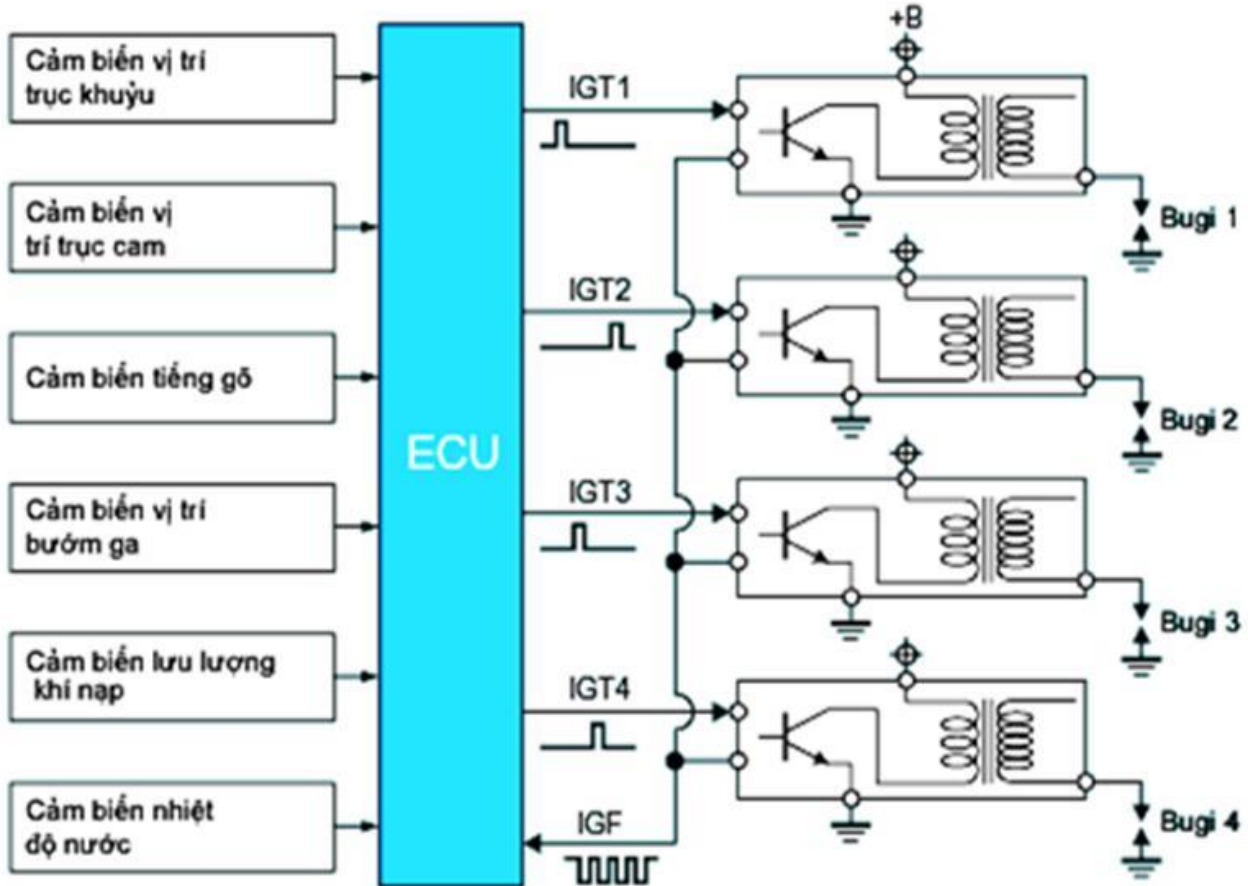 +B
Cảm biến vị trí
trục khuỷu
IGT1
Bugi 1
Cảm biến vị
trí trục cam
IGT2
Cảm biến tiếng gõ
Bugi 2
ECU
IGT3
Cảm biến vị trí
bướm ga
Bugi 3
Cảm biến lưu lượng
khí nạp
IGT4
Cảm biến nhiệt
độ nước
IGF
Bugi 4